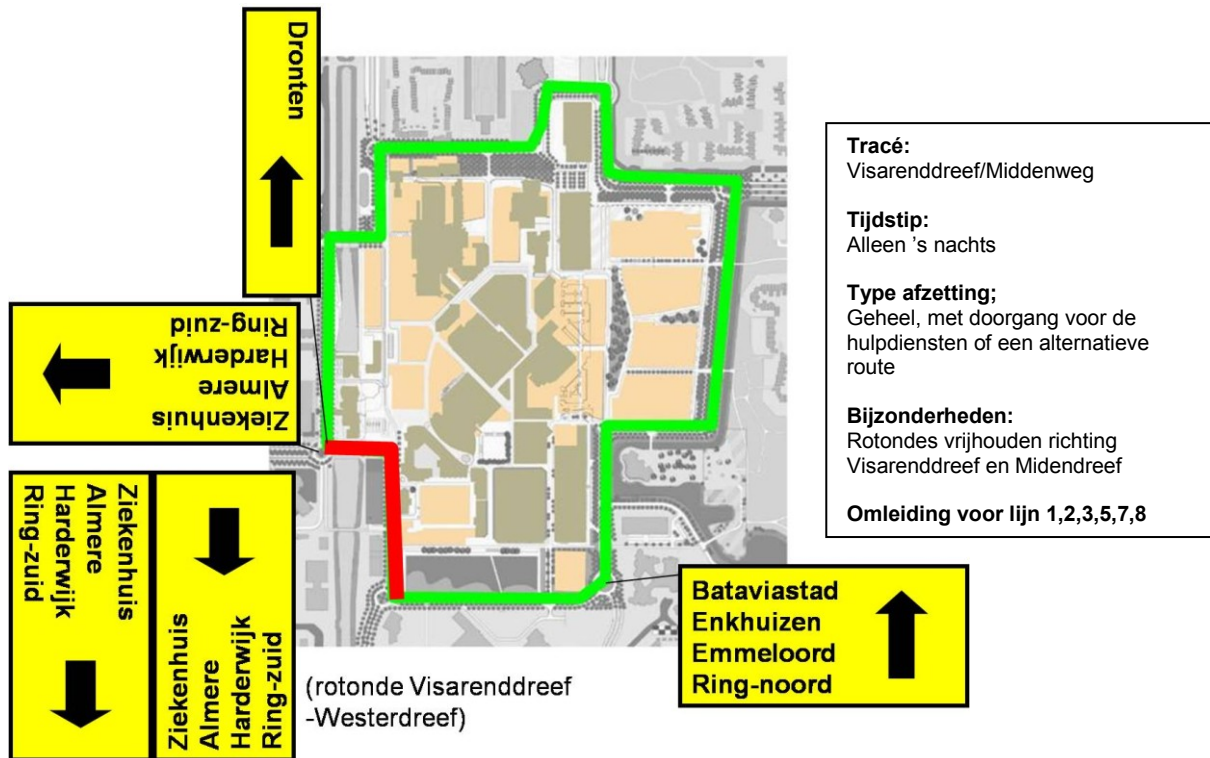 Dronten
Ring-zuid
Harderwijk
Almere
Ziekenhuis
Ziekenhuis
Almere
Harderwijk
Ring-zuid
Ziekenhuis
Almere
Harderwijk
Ring-zuid
(rotonde Visarenddreef
-Westerdreef)
Bataviastad
Enkhuizen
Emmeloord
Ring-noord
Tracé:
Visarenddreef/Middenweg
Tijdstip:
Alleen ’s nachts
Type afzetting;
Geheel, met doorgang voor de
hulpdiensten of een alternatieve
route
Bijzonderheden:
Rotondes vrijhouden richting
Visarenddreef en Midendreef
Omleiding voor lijn 1,2,3,5,7,8